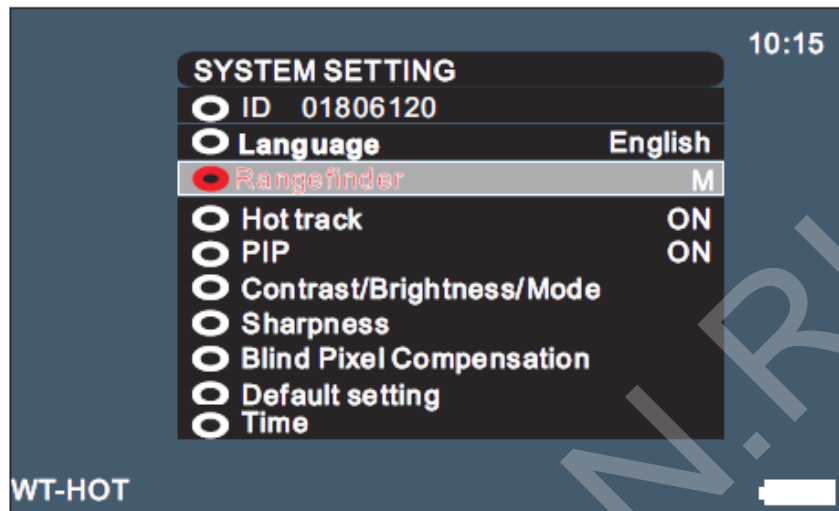 10:15
SYSTEM SETTING
ID 01806120
Language English
Rangefinder M
Hot track ON
PIP ON
Contrast/Brightness/Mode
Sharpness
Blind Pixel Compensation
Default setting
Time
WT-HOT